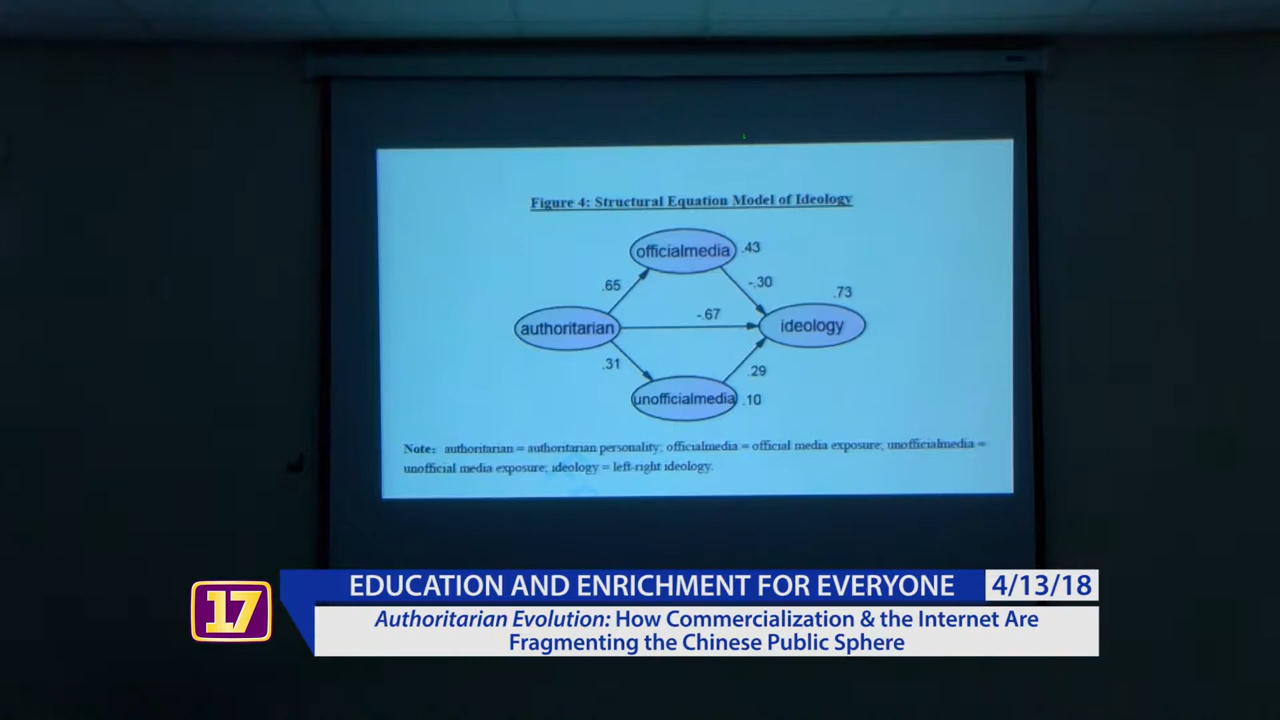 Figure 4: Structural Equation Model of Ideology
officialmedia .43
.65
-.30
.73
authoritarian
-.67
ideology
.31
.29
unofficialmedia .10
Note: authoritarian = authoritarian personality; officialmedia = official media exposure; unofficialmedia =
unofficial media exposure; ideology = left-right ideology.
17
EDUCATION AND ENRICHMENT FOR EVERYONE 4/13/18
Authoritarian Evolution: How Commercialization & the Internet Are
Fragmenting the Chinese Public Sphere